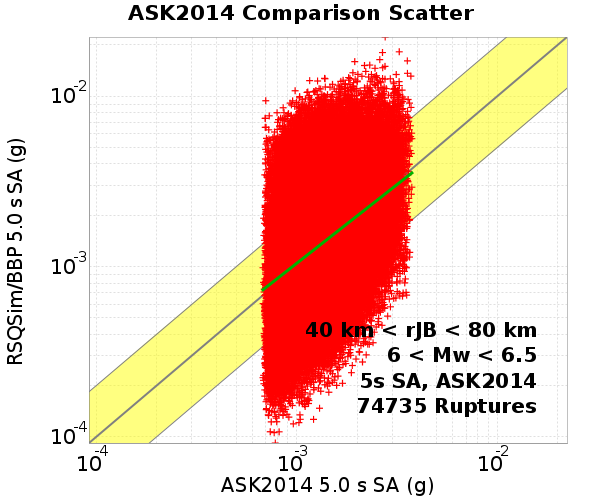 ASK2014 Comparison Scatter
RSQSim/BBP 5.0 s SA (g)
10-2
10-3
10-4
40 km < rJB < 80 km
6 < Mw < 6.5
5s SA, ASK2014
74735 Ruptures
10-4 10-3 10-2
ASK2014 5.0 s SA (g)